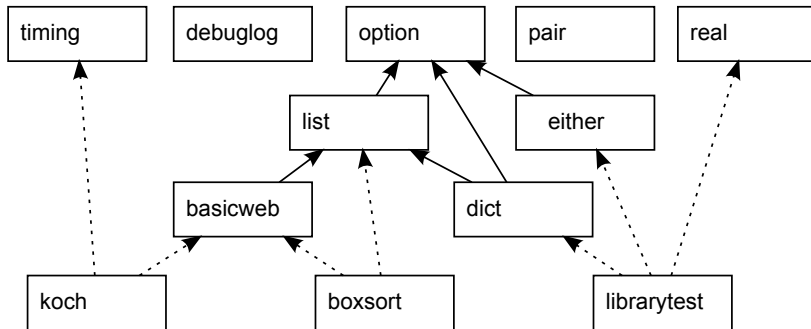 timing
debuglog
option
pair
real
list
either
basicweb
dict
koch
boxsort
librarytest